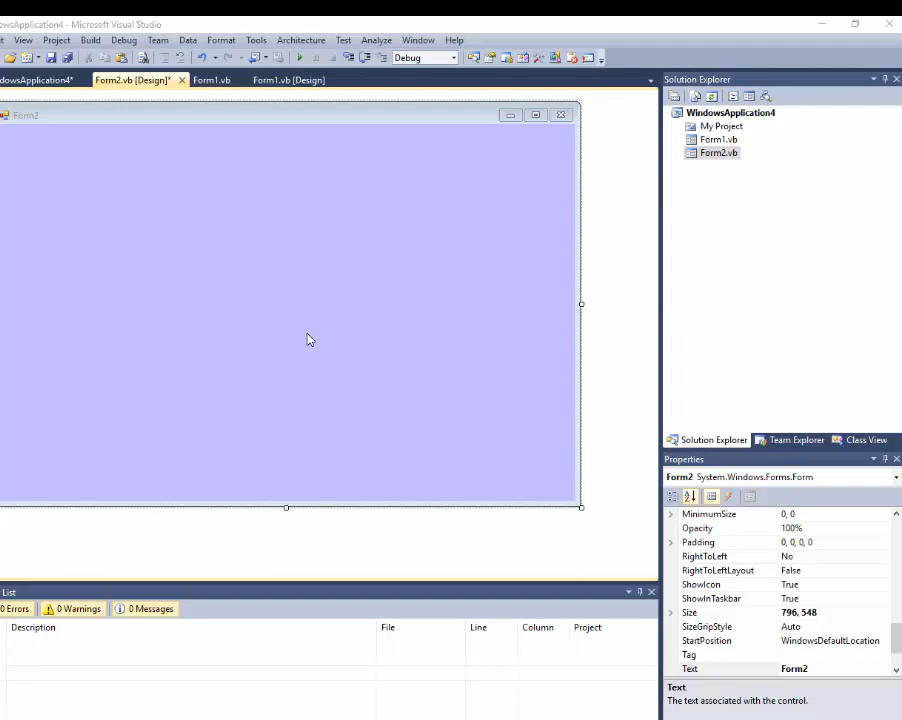 owsApplication4 - Microsoft Visual Studio
t View Project Build Debug Team Data Format Tools Architecture Test Analyze Window Help
Debug
dowsApplication4* Form2.vb [Design]* Form1.vb Form1.vb [Design]
Form2
Solution Explorer
WindowsApplication4
My Project
Form1.vb
Form2.vb
Solution Explorer Team Explorer Class View
Properties
Form2 System.Windows.Forms.Form
MinimumSize 0, 0
Opacity 100%
Padding 0, 0, 0, 0
RightToLeft No
RightToLeftLayout False
ShowIcon True
ShowInTaskbar True
Size 796, 548
SizeGripStyle Auto
StartPosition WindowsDefaultLocation
Tag
Text Form2
Text
The text associated with the control.
List
0 Errors 0 Warnings 0 Messages
Description File Line Column Project